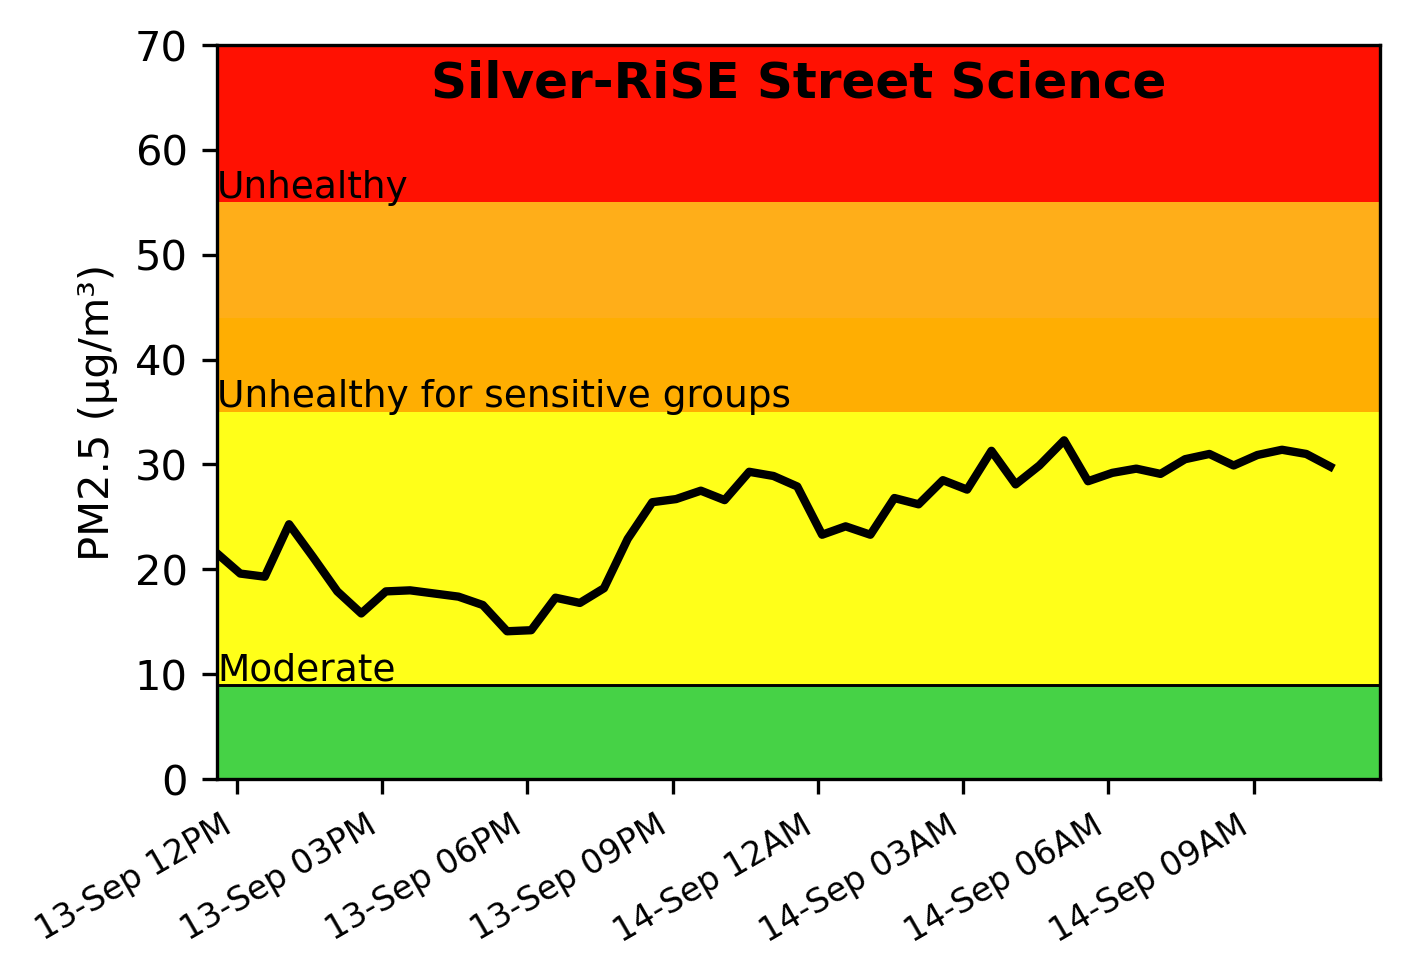 Silver-RiSE Street Science
70
60
Unhealthy
50
40
Unhealthy for sensitive groups
30
20
10
Moderate
0
PM2.5 (µg/m³)
13-Sep 12PM
13-Sep 03PM
13-Sep 06PM
13-Sep 09PM
14-Sep 12AM
14-Sep 03AM
14-Sep 06AM
14-Sep 09AM